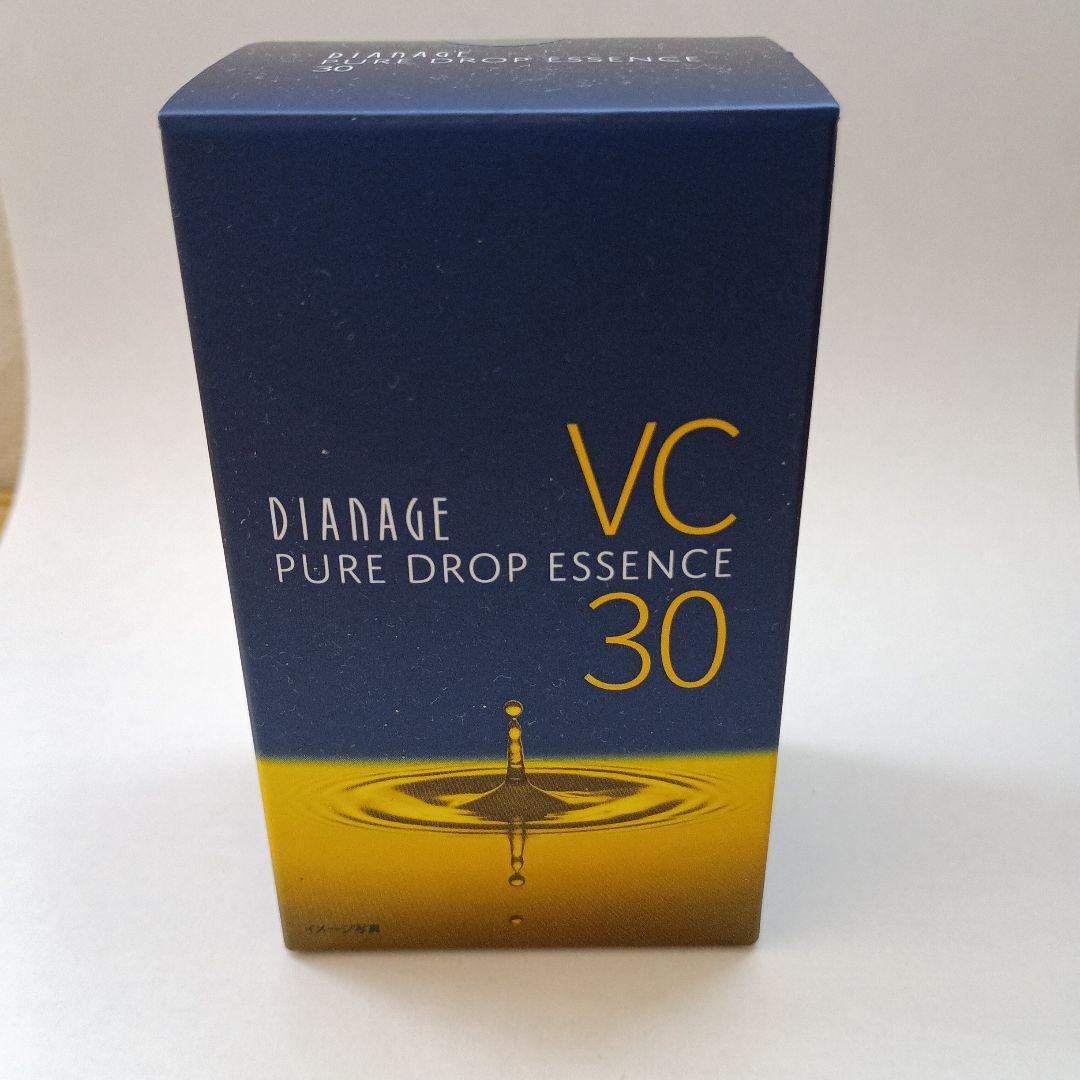 DIANAGE
PURE DROP ESSENCE
30
VC
DIANAGE
PURE DROP ESSENCE
30
イメージ写真